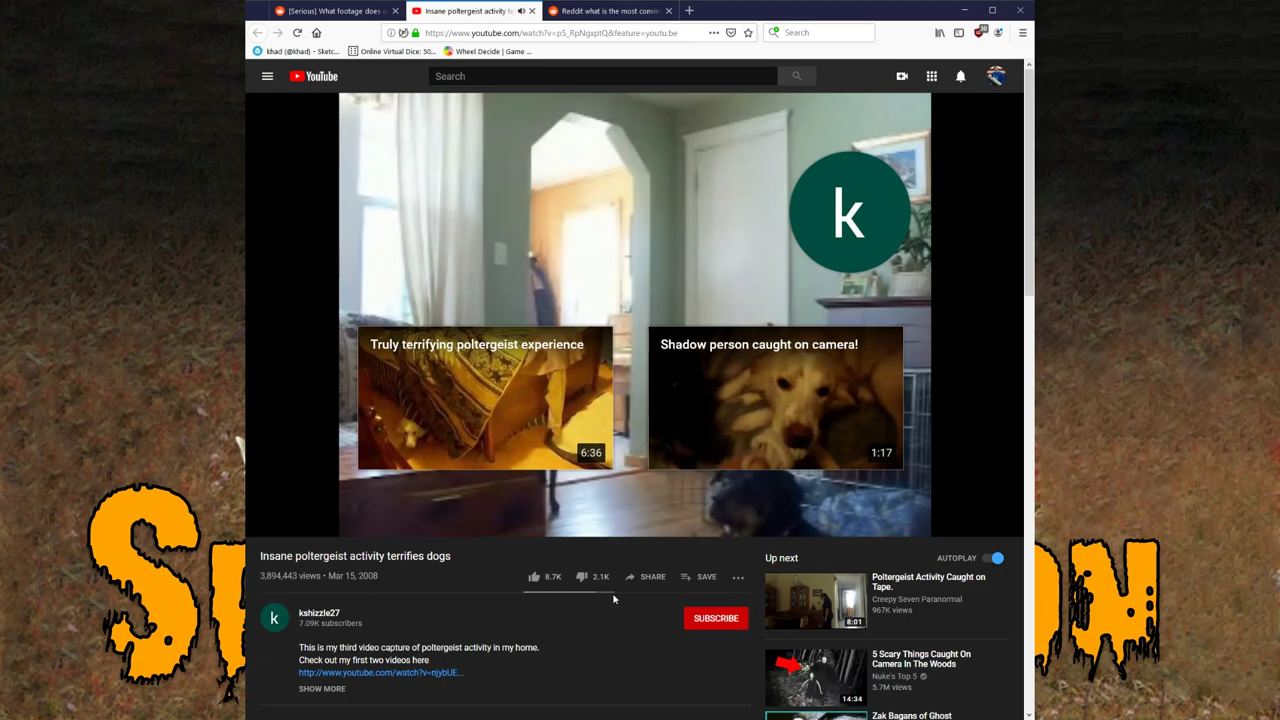 [Serious] What footage does c
Insane poltergeist activity te
Reddit what is the most convin
https://www.youtube.com/watch?v=p5_RpNgxptQ&feature=youtu.be
Search
30
khad (@khad) - Sketc...
Online Virtual Dice: 50...
Wheel Decide | Game ...
YouTube
Search
k
Truly terrifying poltergeist experience
6:36
Shadow person caught on camera!
1:17
Insane poltergeist activity terrifies dogs
3,894,443 views • Mar 15, 2008
8.7K
2.1K
SHARE
SAVE
k
kshizzle27
7.09K subscribers
SUBSCRIBE
This is my third video capture of poltergeist activity in my home.
Check out my first two videos here
http://www.youtube.com/watch?v=njybUE...
SHOW MORE
Up next
AUTOPLAY
8:01
Poltergeist Activity Caught on
Tape.
Creepy Seven Paranormal
967K views
14:34
5 Scary Things Caught On
Camera In The Woods
Nuke's Top 5
5.7M views
Zak Bagans of Ghost